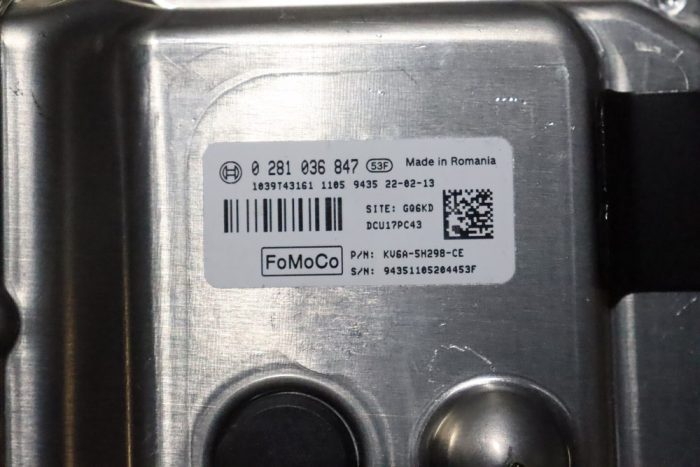 0 281 036 847 53F Made in Romania
1039T43161 1105 9435 22-02-13
SITE: GQ6KD
DCU17PC43
FoMoCo P/N: KV6A-5H298-CE
S/N: 94351105204453F